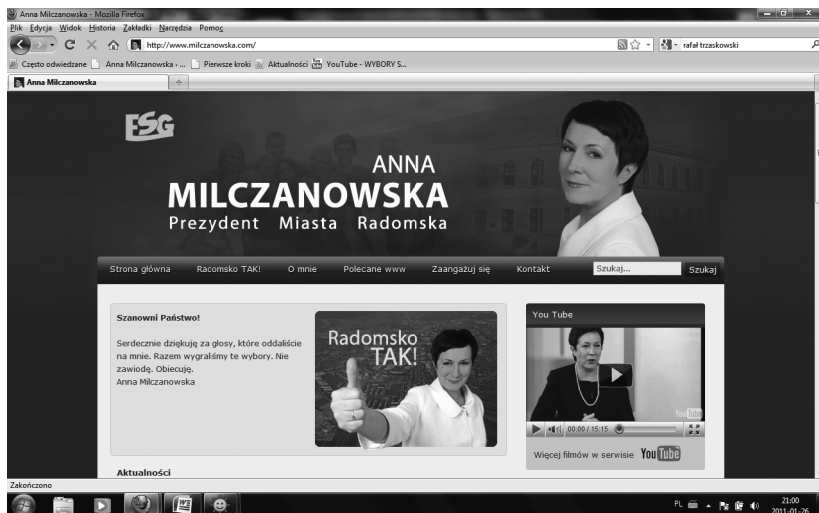 Anna Milczanowska - Mozilla Firefox
Plik Edycja Widok Historia Zakładki Narzędzia Pomoc
http://www.milczanowska.com/
rafał trzaskowski
Często odwiedzane Anna Milczanowska › ... Pierwsze kroki Aktualności YouTube - WYBORY S...
Anna Milczanowska
FSG
ANNA
MILCZANOWSKA
Prezydent Miasta Radomska
Strona główna Racomsko TAK! O mnie Polecane www Zaangażuj się Kontakt Szukaj... Szukaj
Szanowni Państwo!
Serdecznie dziękuję za głosy, które oddaliście
na mnie. Razem wygraliśmy te wybory. Nie
zawiodę. Obiecuję.
Anna Milczanowska
Radomsko
TAK!
You Tube
YouTube
00:00 / 15:15
Więcej filmów w serwisie YouTube
Aktualności
Zakończono
PL
21:00
2011-01-26